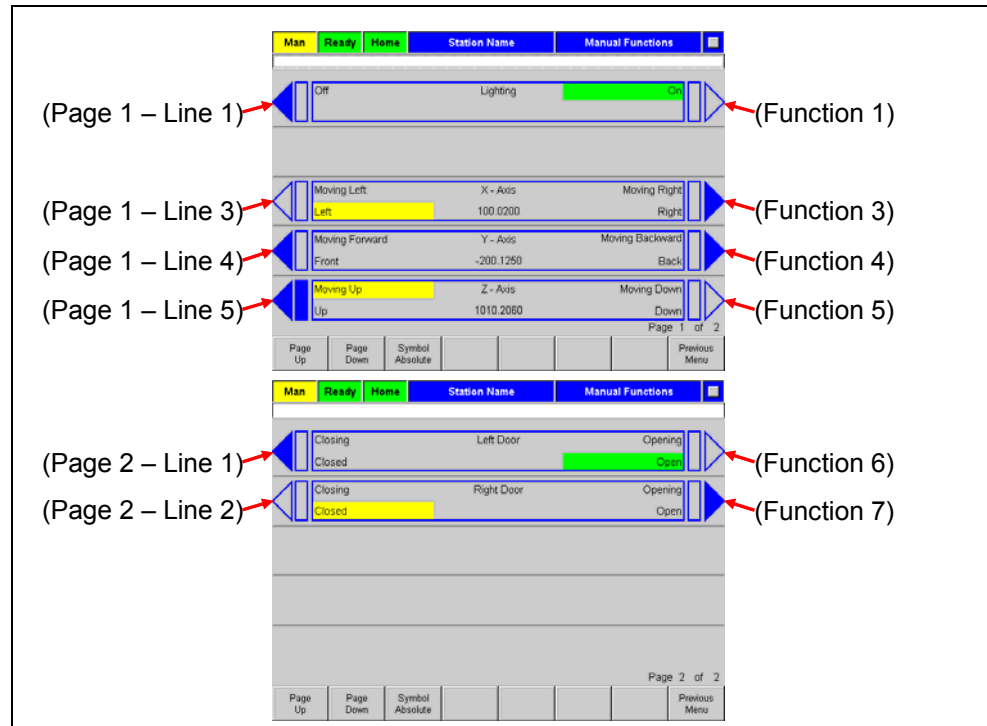 Man Ready Home Station Name Manual Functions
(Page 1 – Line 1) Off Lighting On (Function 1)
Moving Left X - Axis Moving Right
(Page 1 – Line 3) Left 100.0200 Right (Function 3)
Moving Forward Y - Axis Moving Backward
(Page 1 – Line 4) Front -200.1250 Back (Function 4)
Moving Up Z - Axis Moving Down
(Page 1 – Line 5) Up 1010.2060 Down (Function 5)
Page 1 of 2
Page Up Page Down Symbol Absolute Previous Menu
Man Ready Home Station Name Manual Functions
Closing Left Door Opening
(Page 2 – Line 1) Closed Open (Function 6)
Closing Right Door Opening
(Page 2 – Line 2) Closed Open (Function 7)
Page 2 of 2
Page Up Page Down Symbol Absolute Previous Menu